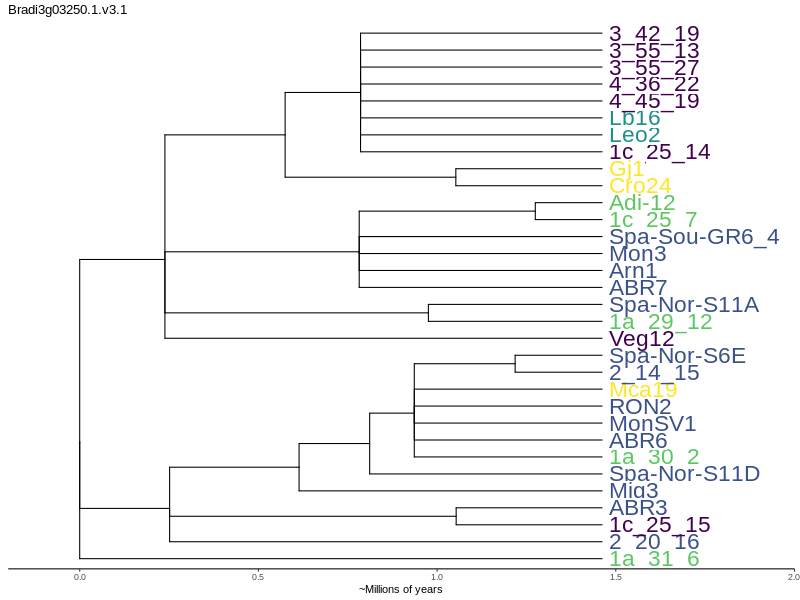 Bradi3g03250.1.v3.1
3_42_19
3_55_13
3_55_27
4_36_22
4_45_19
Lb16
Leo2
1c_25_14
Gj1
Cro24
Adi-12
1c_25_7
Spa-Sou-GR6_4
Mon3
Arn1
ABR7
Spa-Nor-S11A
1a_29_12
Veg12
Spa-Nor-S6E
2_14_15
Mca19
RON2
MonSV1
ABR6
1a_30_2
Spa-Nor-S11D
Mig3
ABR3
1c_25_15
2_20_16
1a_31_6
0.0 0.5 1.0 1.5 2.0
~Millions of years